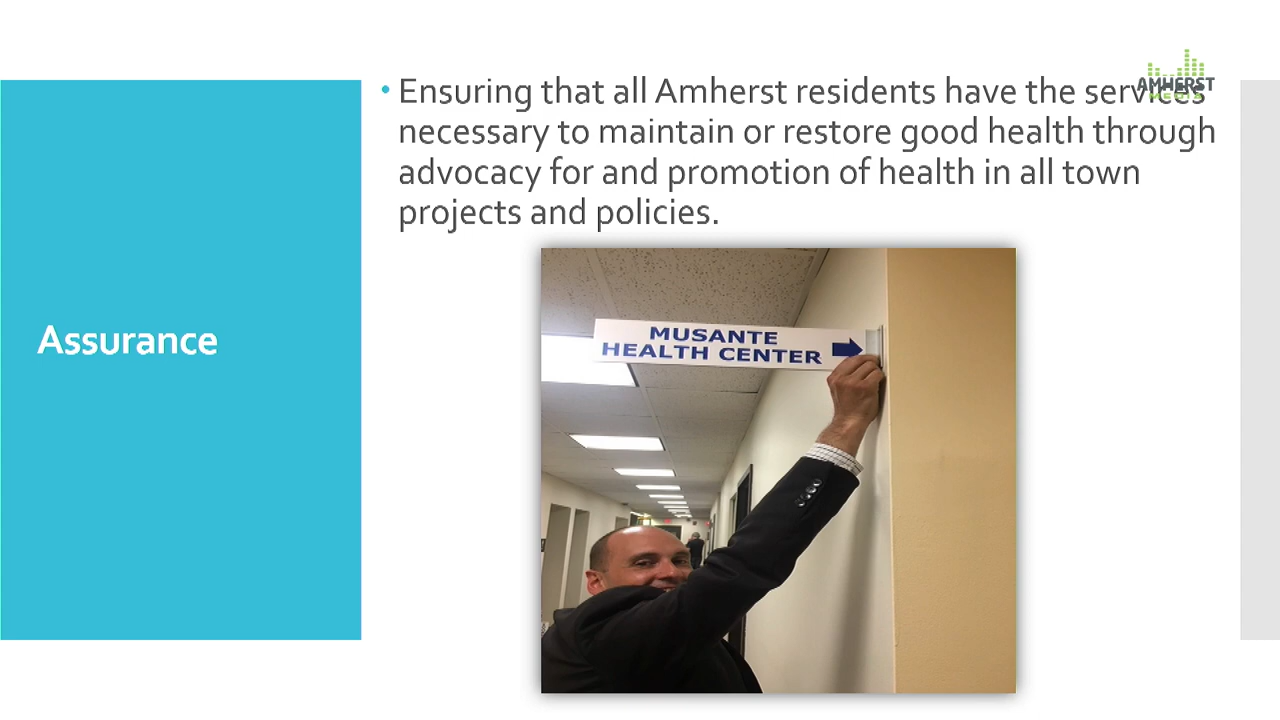 AMHERST
MEDIA
• Ensuring that all Amherst residents have the services
necessary to maintain or restore good health through
advocacy for and promotion of health in all town
projects and policies.
Assurance
MUSANTE
HEALTH CENTER